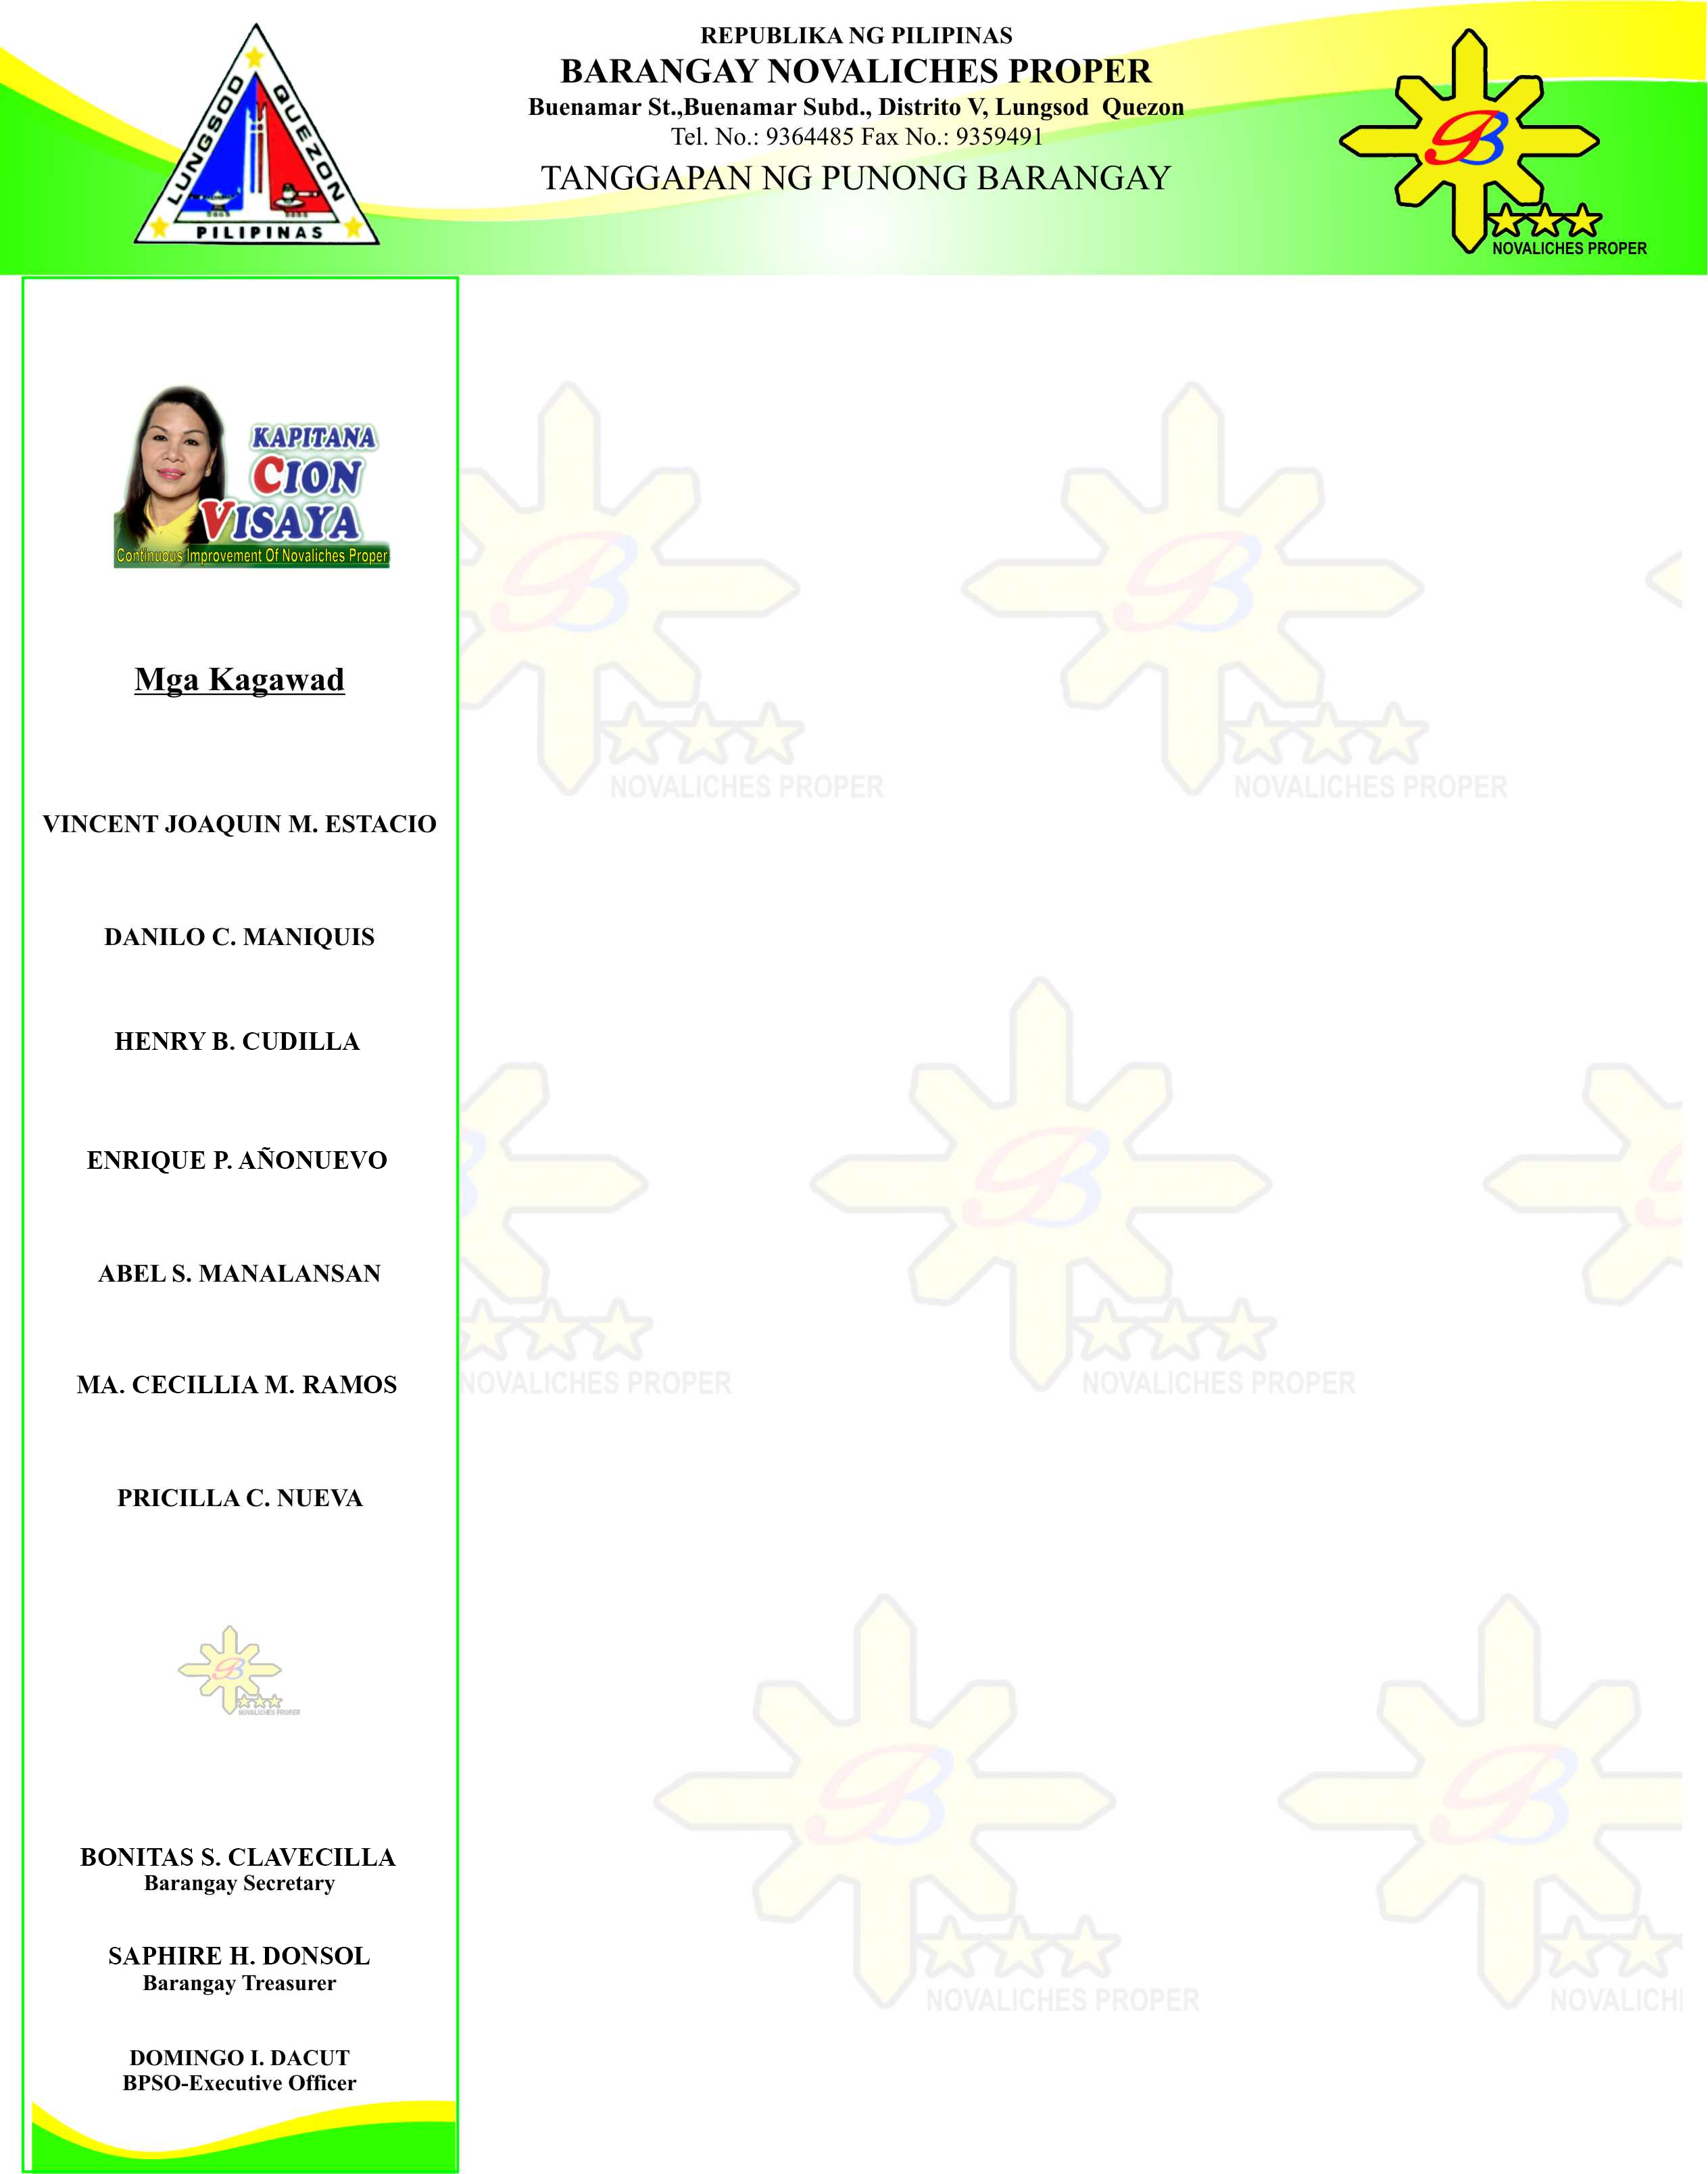 REPUBLIKA NG PILIPINAS
BARANGAY NOVALICHES PROPER
Buenamar St.,Buenamar Subd., Distrito V, Lungsod Quezon
Tel. No.: 9364485 Fax No.: 9359491
TANGGAPAN NG PUNONG BARANGAY
LUNGSOD QUEZON
PILIPINAS
B
NOVALICHES PROPER
KAPITANA
CION
VISAYA
Continuous Improvement Of Novaliches Proper
Mga Kagawad
VINCENT JOAQUIN M. ESTACIO
DANILO C. MANIQUIS
HENRY B. CUDILLA
ENRIQUE P. AÑONUEVO
ABEL S. MANALANSAN
MA. CECILLIA M. RAMOS
PRICILLA C. NUEVA
B
NOVALICHES PROPER
BONITAS S. CLAVECILLA
Barangay Secretary
SAPHIRE H. DONSOL
Barangay Treasurer
DOMINGO I. DACUT
BPSO-Executive Officer
B
NOVALICHES PROPER
B
NOVALICHES PROPER
NOVALICHES PROPER
B
NOVALICHES PROPER
B
NOVALICHES PROPER
B
NOVALICHI